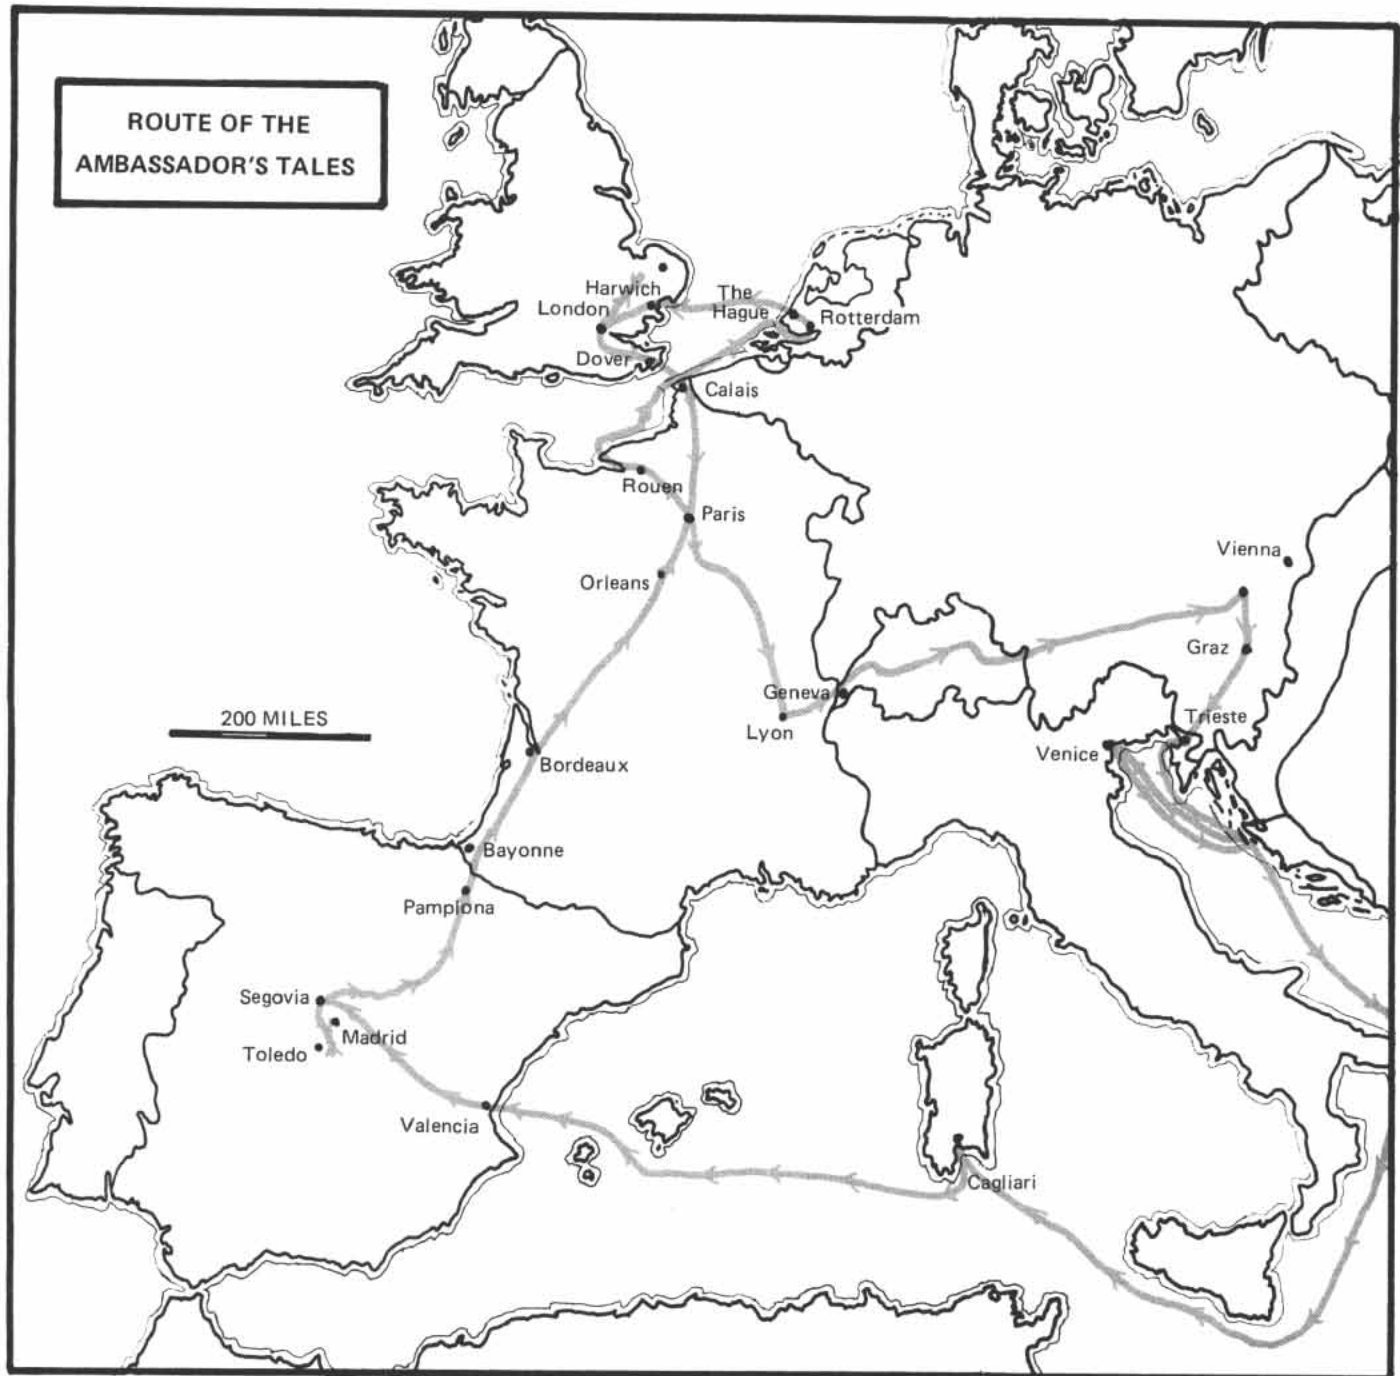 ROUTE OF THE
AMBASSADOR'S TALES
Harwich
The
Hague
London
Rotterdam
Dover
Calais
Rouen
Paris
Vienna
Orleans
Graz
Geneva
Lyon
Trieste
Venice
200 MILES
Bordeaux
Bayonne
Pamplona
Segovia
Madrid
Toledo
Valencia
Cagliari